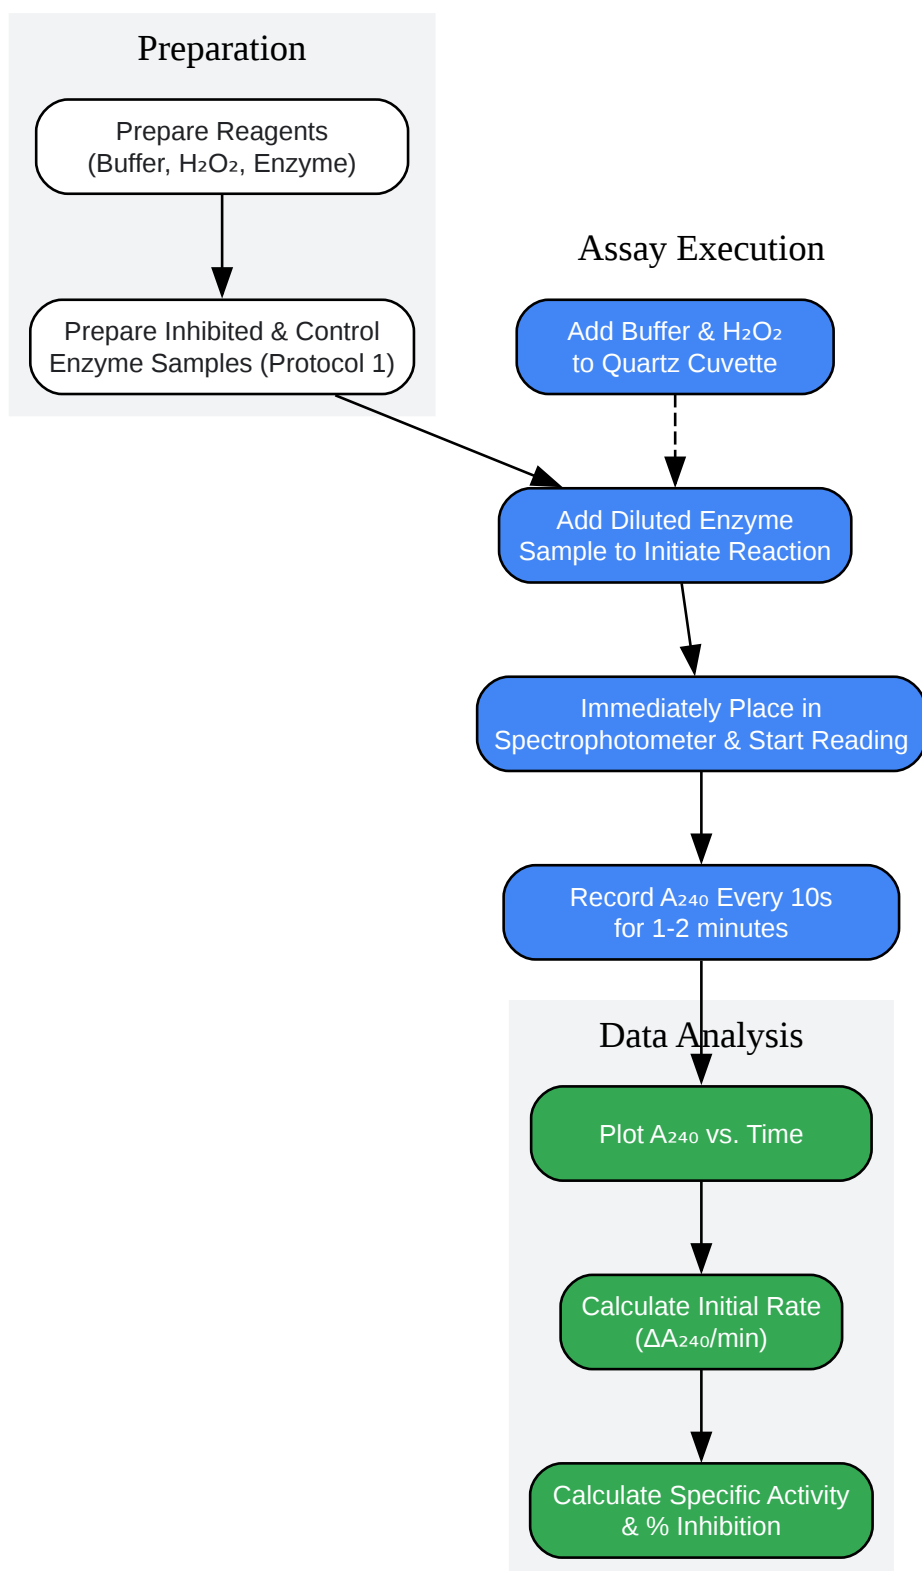 Preparation
Prepare Reagents
(Buffer, H₂O₂, Enzyme)
Prepare Inhibited & Control
Enzyme Samples (Protocol 1)
Assay Execution
Add Buffer & H₂O₂
to Quartz Cuvette
Add Diluted Enzyme
Sample to Initiate Reaction
Immediately Place in
Spectrophotometer & Start Reading
Record A₂₄₀ Every 10s
for 1-2 minutes
Data Analysis
Plot A₂₄₀ vs. Time
Calculate Initial Rate
(ΔA₂₄₀/min)
Calculate Specific Activity
& % Inhibition